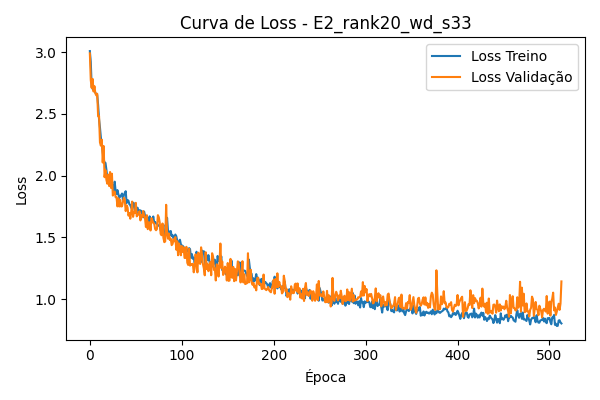 Curva de Loss - E2_rank20_wd_s33
Loss Treino
Loss Validação
3.0
2.5
2.0
1.5
1.0
Loss
0
100
200
300
400
500
Época